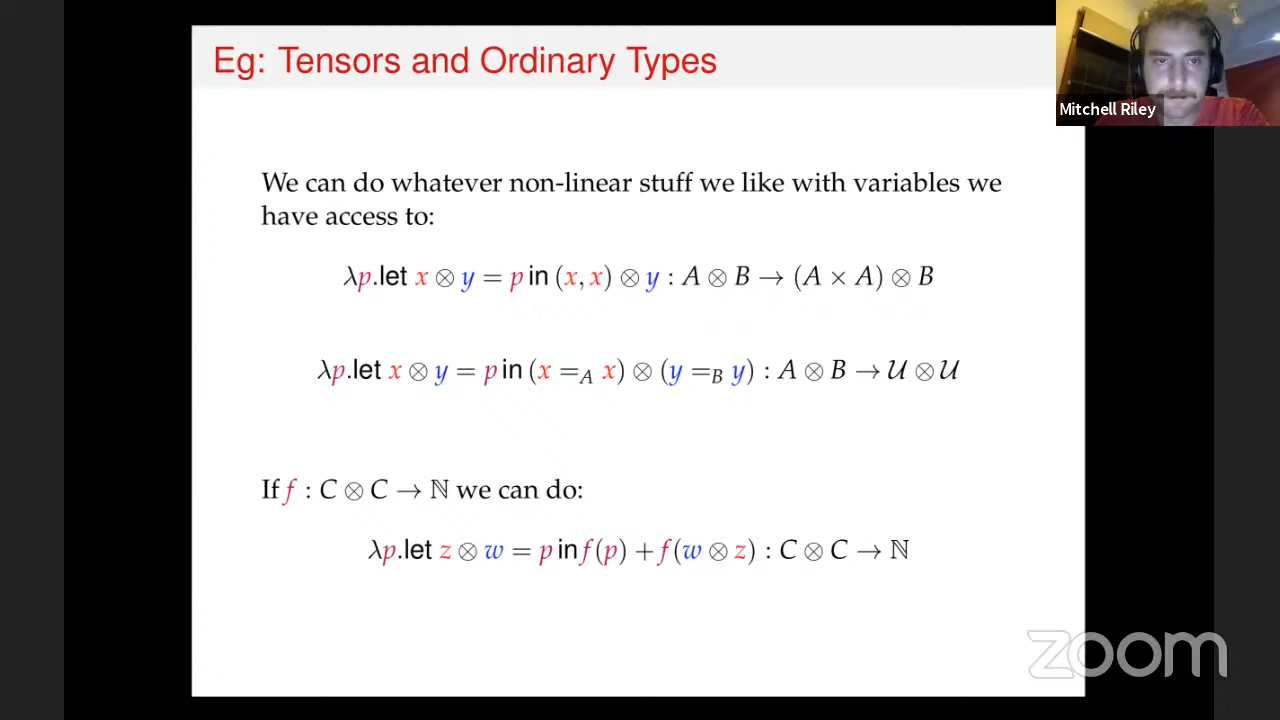 Eg: Tensors and Ordinary Types
Mitchell Riley
We can do whatever non-linear stuff we like with variables we
have access to:
λp.let x ⊗ y = p in (x, x) ⊗ y : A ⊗ B → (A × A) ⊗ B
λp.let x ⊗ y = p in (x =_A x) ⊗ (y =_B y) : A ⊗ B → 𝒰 ⊗ 𝒰
If f : C ⊗ C → ℕ we can do:
λp.let z ⊗ w = p in f(p) + f(w ⊗ z) : C ⊗ C → ℕ
zoom